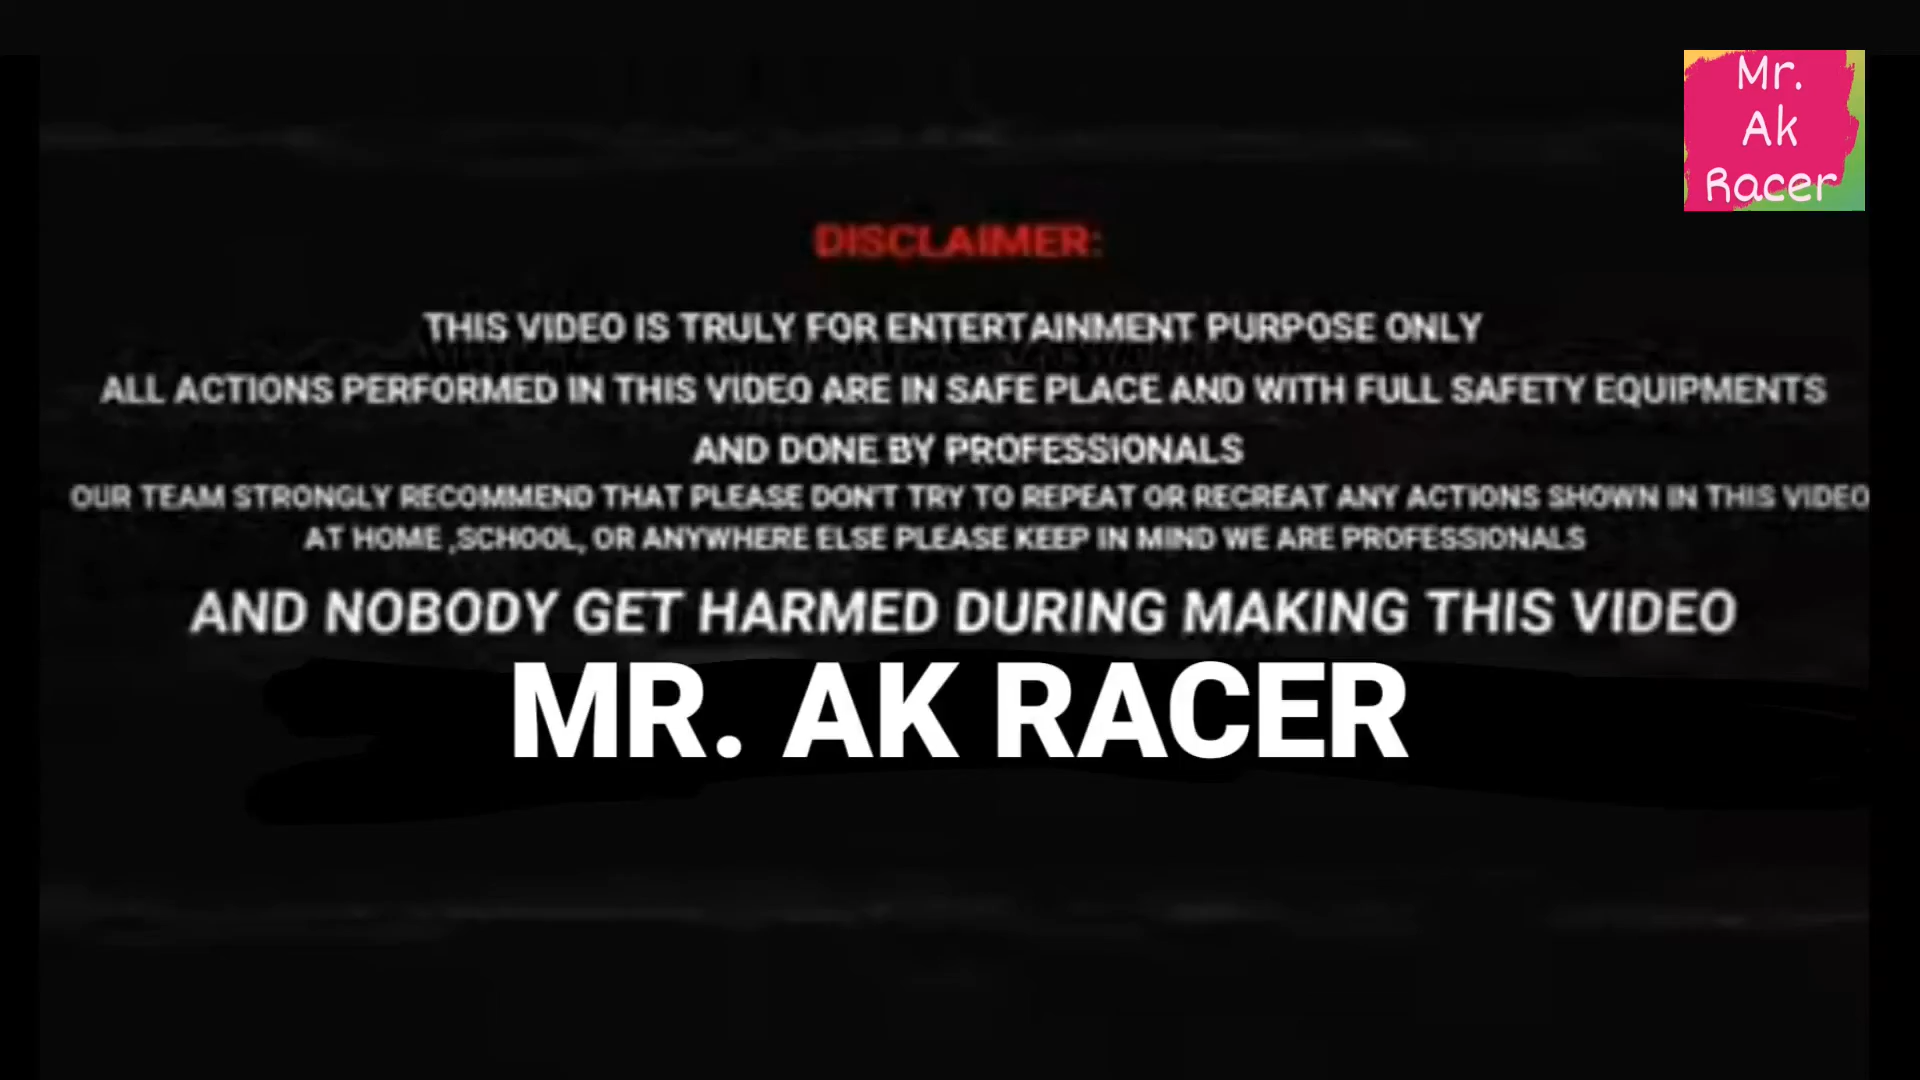 Mr.
Ak
Racer
DISCLAIMER:
THIS VIDEO IS TRULY FOR ENTERTAINMENT PURPOSE ONLY
ALL ACTIONS PERFORMED IN THIS VIDEO ARE IN SAFE PLACE AND WITH FULL SAFETY EQUIPMENTS
AND DONE BY PROFESSIONALS
OUR TEAM STRONGLY RECOMMEND THAT PLEASE DON'T TRY TO REPEAT OR RECREAT ANY ACTIONS SHOWN IN THIS VIDEO
AT HOME ,SCHOOL, OR ANYWHERE ELSE PLEASE KEEP IN MIND WE ARE PROFESSIONALS
AND NOBODY GET HARMED DURING MAKING THIS VIDEO
MR. AK RACER